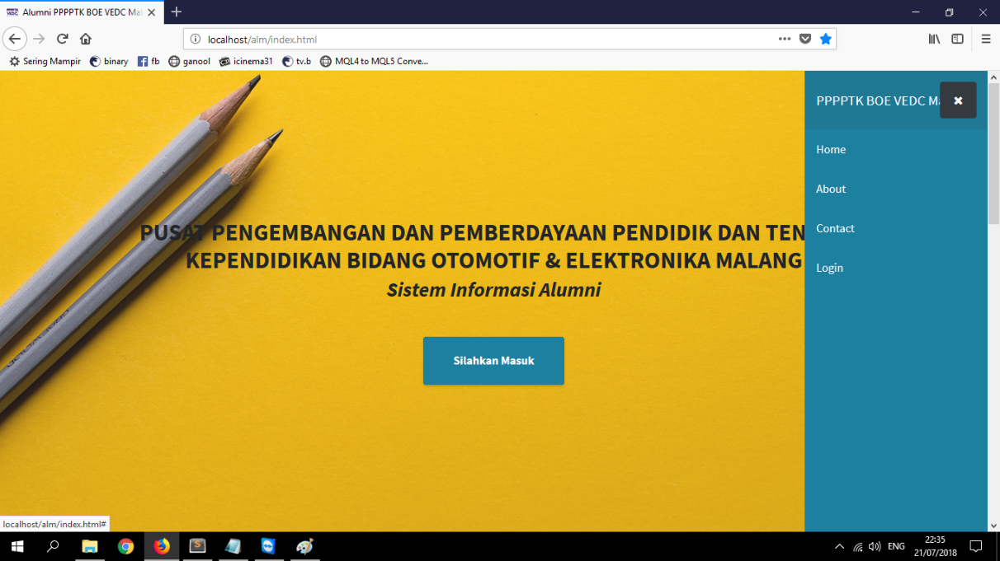 Alumni PPPPTK BOE VEDC Mal
localhost/alm/index.html
Sering Mampir binary fb ganool icinema31 tv.b MQL4 to MQL5 Conve...
PPPPTK BOE VEDC Ma
Home
About
Contact
Login
PUSAT PENGEMBANGAN DAN PEMBERDAYAAN PENDIDIK DAN TEN
KEPENDIDIKAN BIDANG OTOMOTIF & ELEKTRONIKA MALANG
Sistem Informasi Alumni
Silahkan Masuk
localhost/alm/index.html#
ENG
22:35
21/07/2018